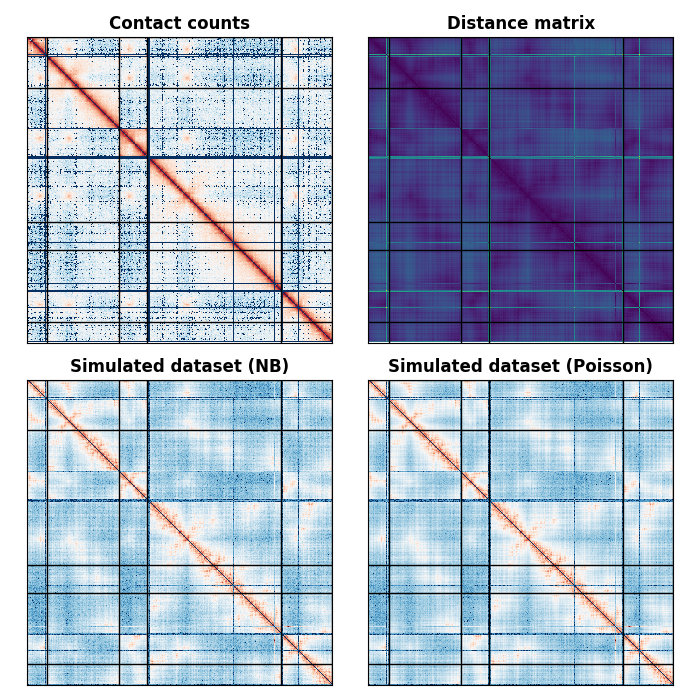 Contact counts
Distance matrix
Simulated dataset (NB)
Simulated dataset (Poisson)